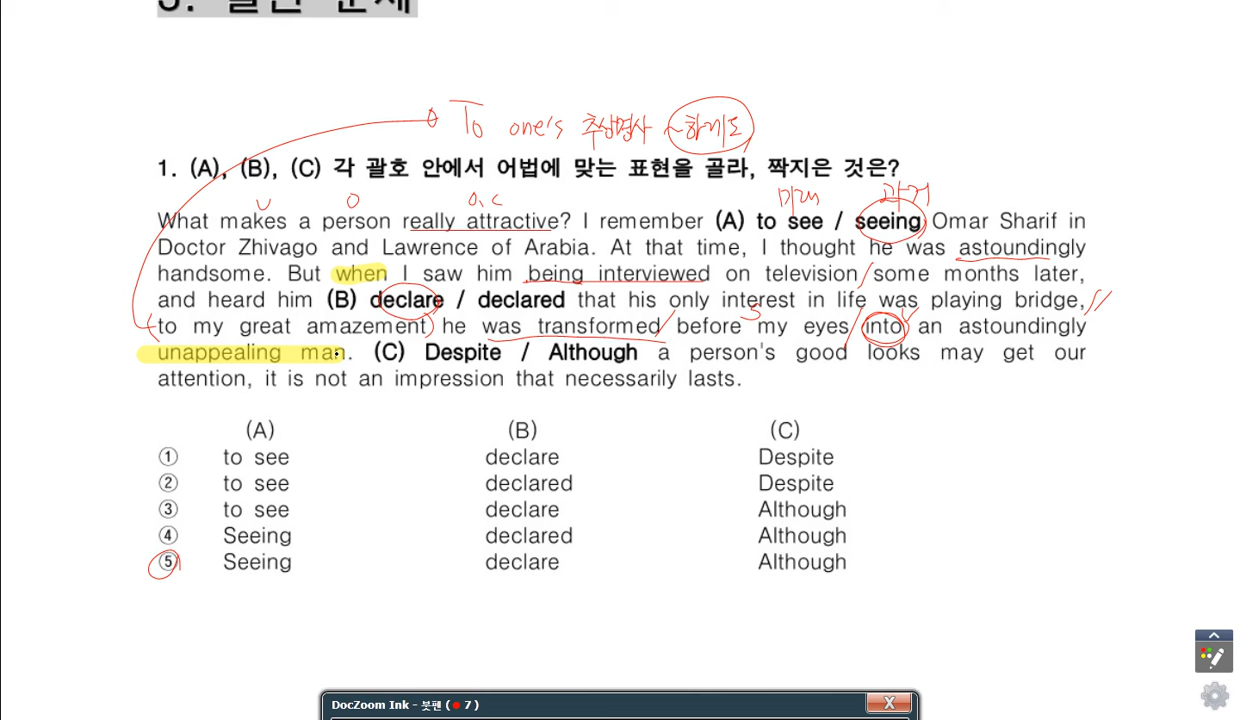 3. 출간 문제
To one's 추상명사 ~하게도
1. (A), (B), (C) 각 괄호 안에서 어법에 맞는 표현을 골라, 짝지은 것은?
v o o.c 미래 과거
What makes a person really attractive? I remember (A) to see / seeing Omar Sharif in
Doctor Zhivago and Lawrence of Arabia. At that time, I thought he was astoundingly
handsome. But when I saw him being interviewed on television some months later,
and heard him (B) declare / declared that his only interest in life was playing bridge,
to my great amazement he was transformed before my eyes into an astoundingly
unappealing man. (C) Despite / Although a person's good looks may get our
attention, it is not an impression that necessarily lasts.
(A) (B) (C)
① to see declare Despite
② to see declared Despite
③ to see declare Although
④ Seeing declared Although
⑤ Seeing declare Although
DocZoom Ink - 붓펜 ( 7 ) X